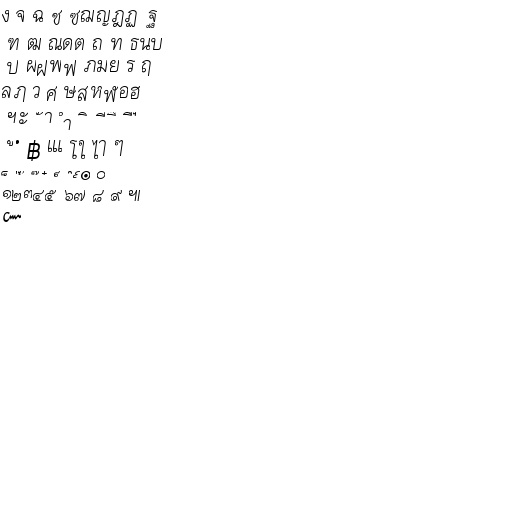 ง จ ฉ ช ซฌญฎฏ ฐ
ฑ ฒ ณดต ถ ท ธนบ
ป ผฝพฟ ภมย ร ฤ
ลฦ ว ศ ษสหฬอฮ
ฯะ ั า ำ ิ ี ึ ื
ุ ู ฿ เแ โใ ไๅ ๆ
็ ่ ้ ๊ ๋ ์ ํ ๎ ๏ ๐
๑๒๓๔๕ ๖๗ ๘ ๙ ๚
๛